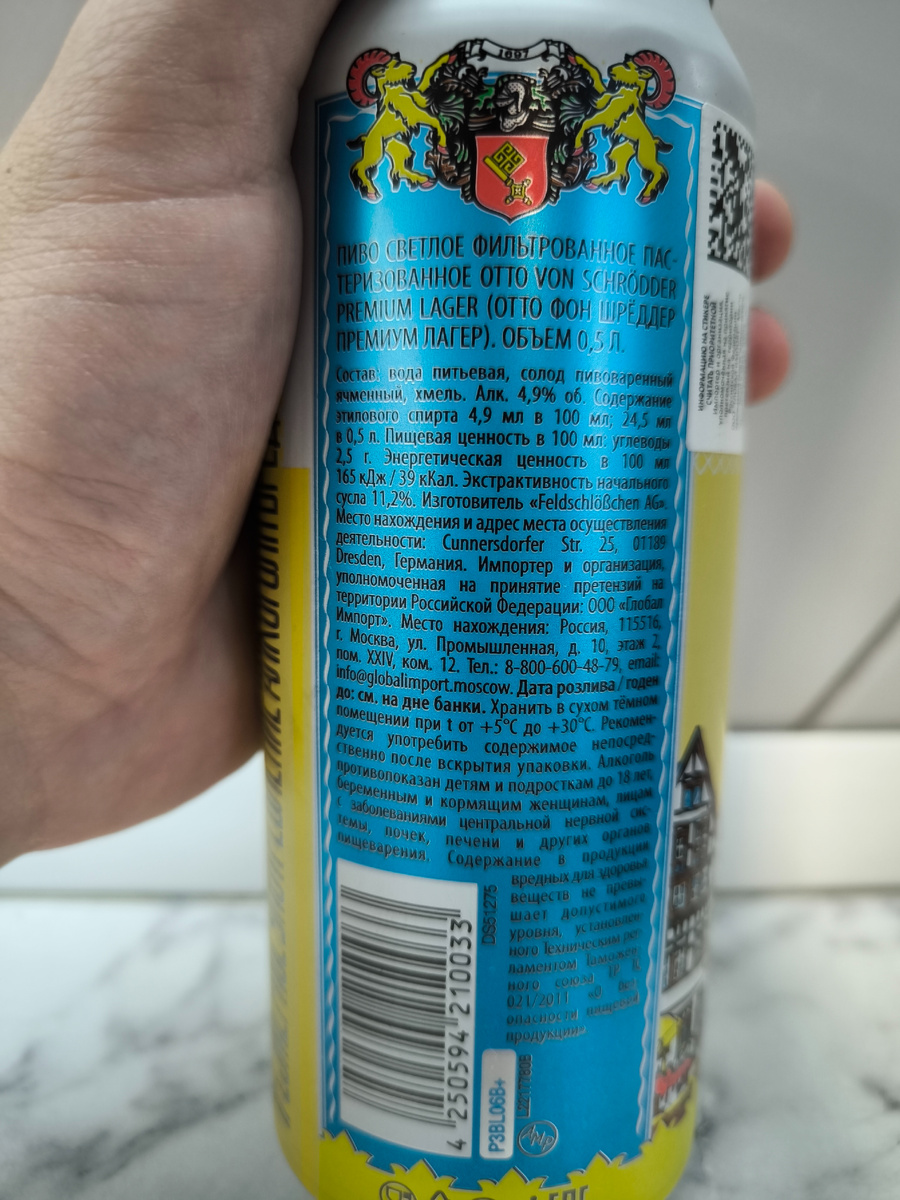 1697
ПИВО СВЕТЛОЕ ФИЛЬТРОВАННОЕ ПАС-
ТЕРИЗОВАННОЕ OTTO VON SCHRÖDDER
PREMIUM LAGER (ОТТО ФОН ШРЁДДЕР
ПРЕМИУМ ЛАГЕР). ОБЪЕМ 0,5 Л.
Состав: вода питьевая, солод пивоваренный
ячменный, хмель. Алк. 4,9% об. Содержание
этилового спирта 4,9 мл в 100 мл; 24,5 мл
в 0,5 л. Пищевая ценность в 100 мл: углеводы
2,5 г. Энергетическая ценность в 100 мл
165 кДж / 39 кКал. Экстрактивность начального
сусла 11,2%. Изготовитель «Feldschlößchen AG».
Место нахождения и адрес места осуществления
деятельности: Cunnersdorfer Str. 25, 01189
Dresden, Германия. Импортер и организация,
уполномоченная на принятие претензий на
территории Российской Федерации: ООО «Глобал
Импорт». Место нахождения: Россия, 115516,
г. Москва, ул. Промышленная, д. 10, этаж 2,
пом. XXIV, ком. 12. Тел.: 8-800-600-48-79, email:
info@globalimport.moscow. Дата розлива / годен
до: см. на дне банки. Хранить в сухом тёмном
помещении при t от +5°C до +30°C. Рекомен-
дуется употребить содержимое непосред-
ственно после вскрытия упаковки. Алкоголь
противопоказан детям и подросткам до 18 лет,
беременным и кормящим женщинам, лицам
с заболеваниями центральной нервной сис-
темы, почек, печени и других органов
пищеварения. Содержание в продукции
вредных для здоровья
веществ не превы-
шает допустимого
уровня, установлен-
ного Техническим ре-
гламентом Таможен-
ного союза ТР ТС
021/2011 «О без-
опасности пищевой
продукции»
DS51276
4 250594 210033
P3BL06B+
ИНФОРМАЦИЮ НА СТИКЕРЕ
СЧИТАТЬ ПРИОРИТЕТНОЙ